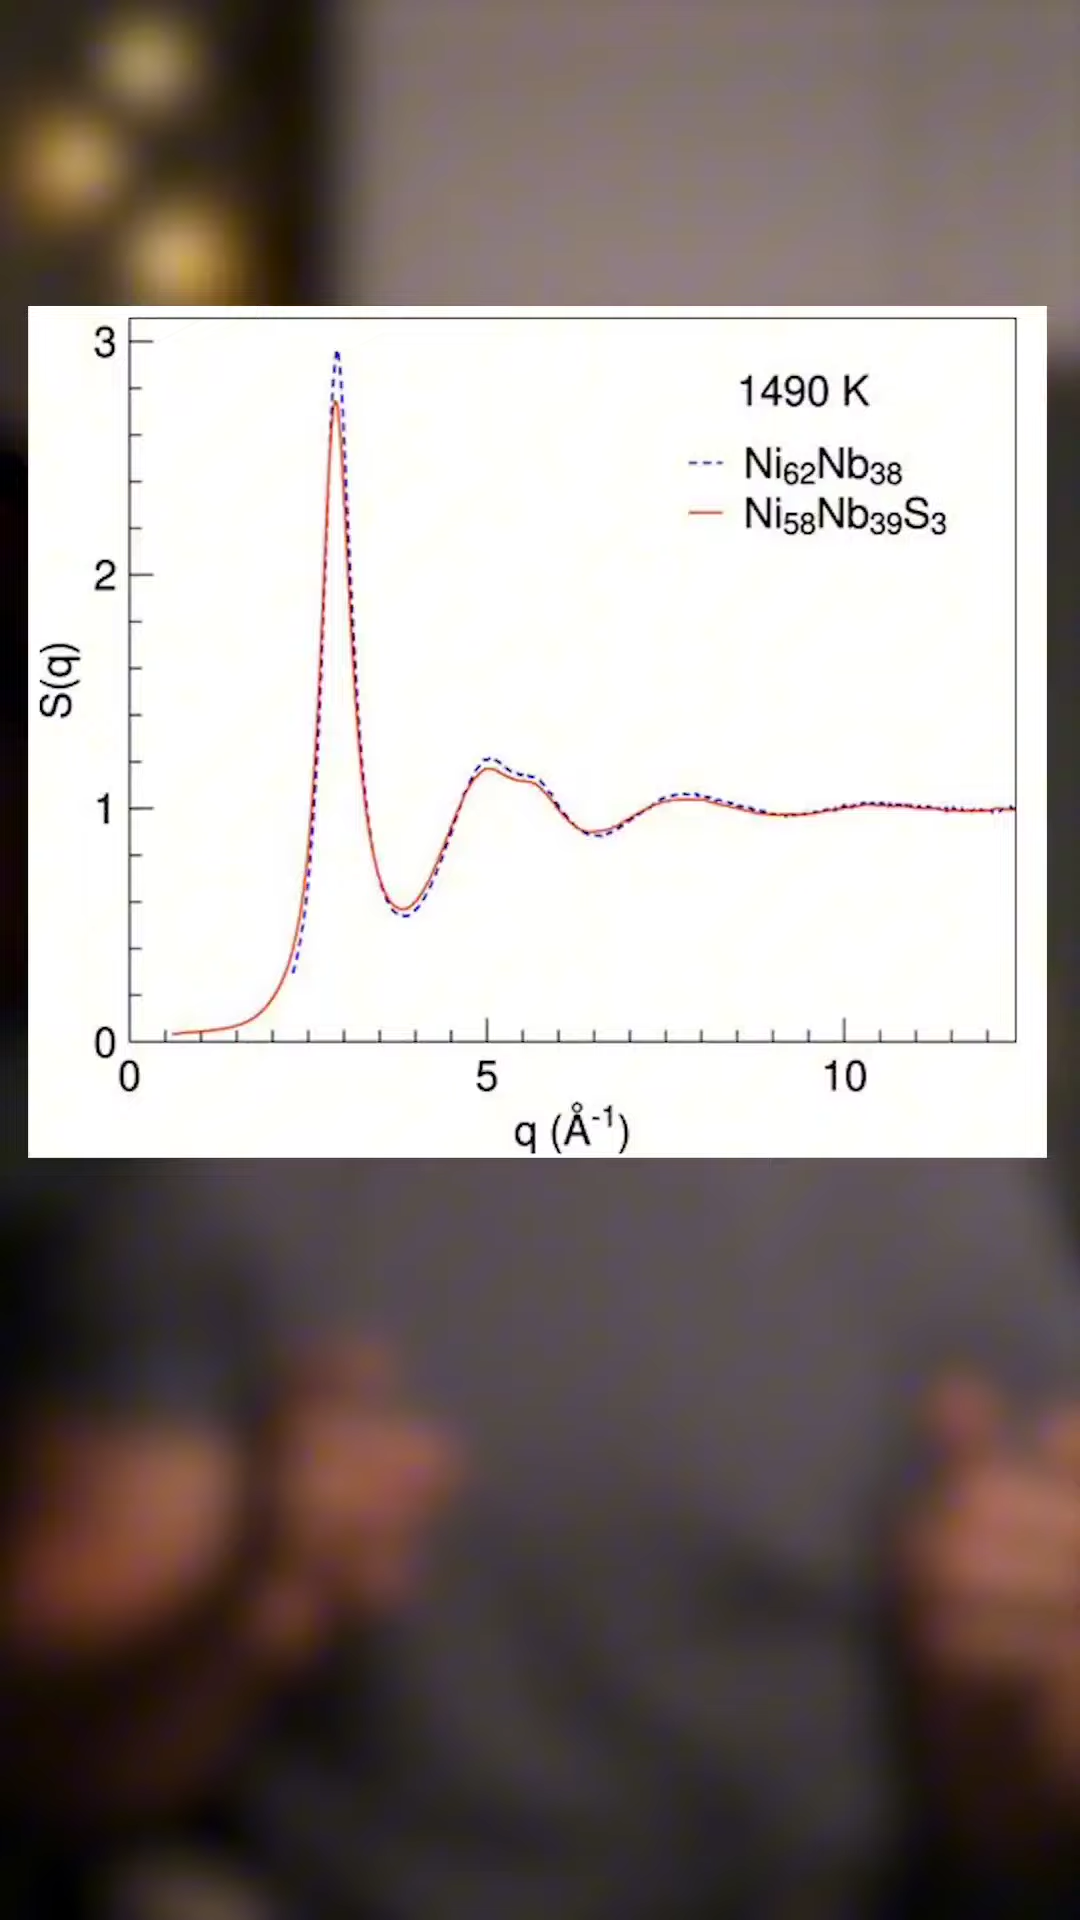 3
2
1
0
S(q)
1490 K
Ni₆₂Nb₃₈
Ni₅₈Nb₃₉S₃
0 5 10
q (Å⁻¹)